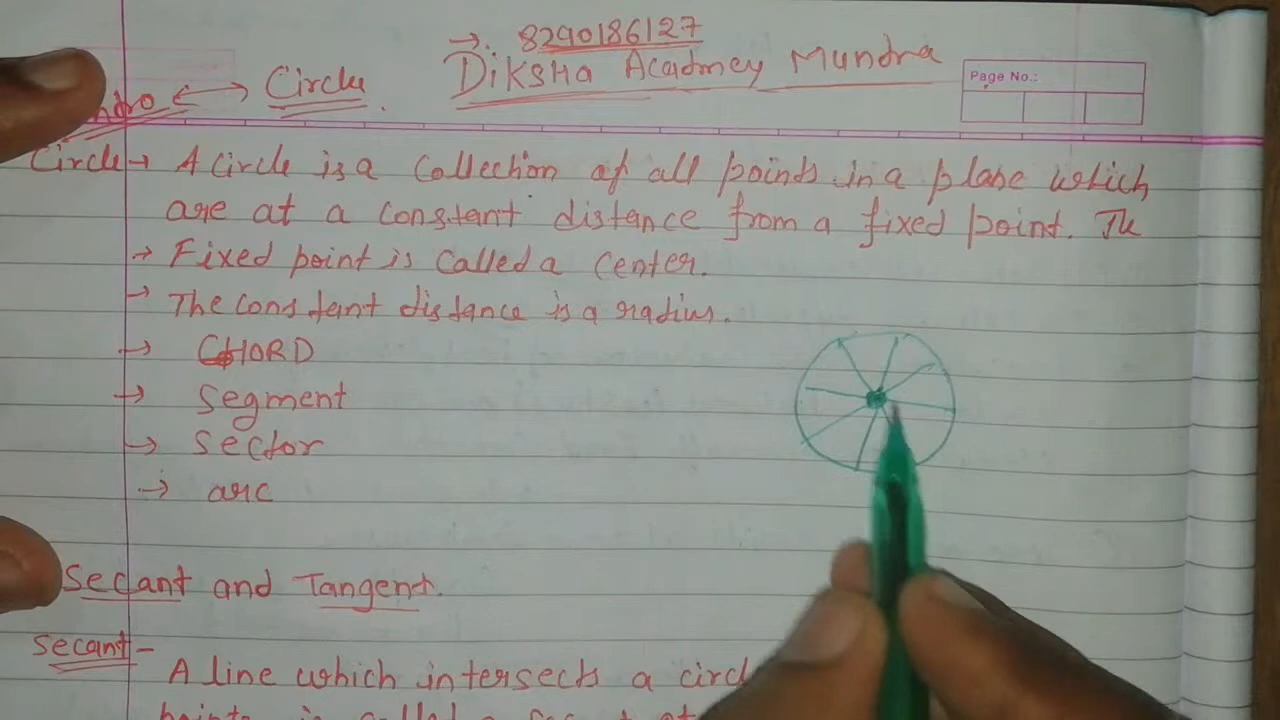 8290186127
Circle DiKSHa Acadmey Mundra
Page No.:
Circle → A Circle is a Collection of all points in a plane which
are at a constant distance from a fixed point. The
→ Fixed point is called a center.
→ The constant distance is a radius.
→ CHORD
→ Segment
→ Sector
→ arc
Secant and Tangent.
Secant -
A line which intersects a